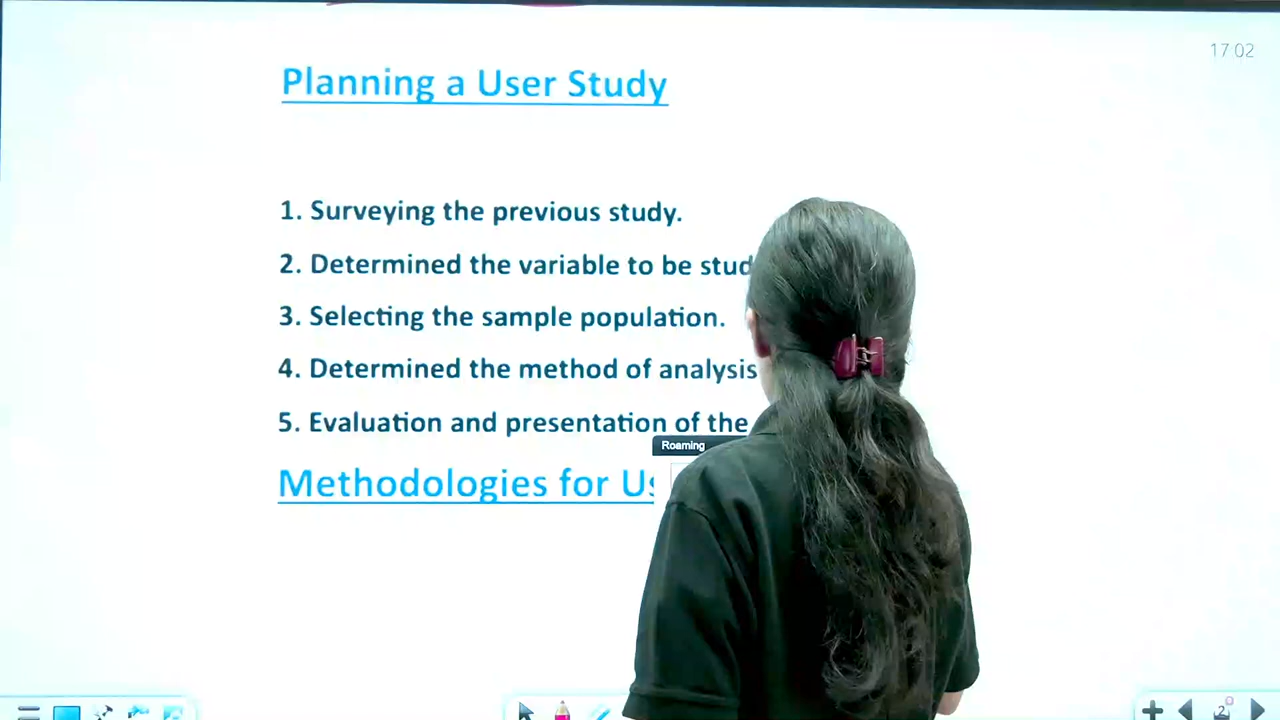 17 02
Planning a User Study
1. Surveying the previous study.
2. Determined the variable to be
3. Selecting the sample population.
4. Determined the method of analysis
5. Evaluation and presentation of the
Roaming
Methodologies for
2